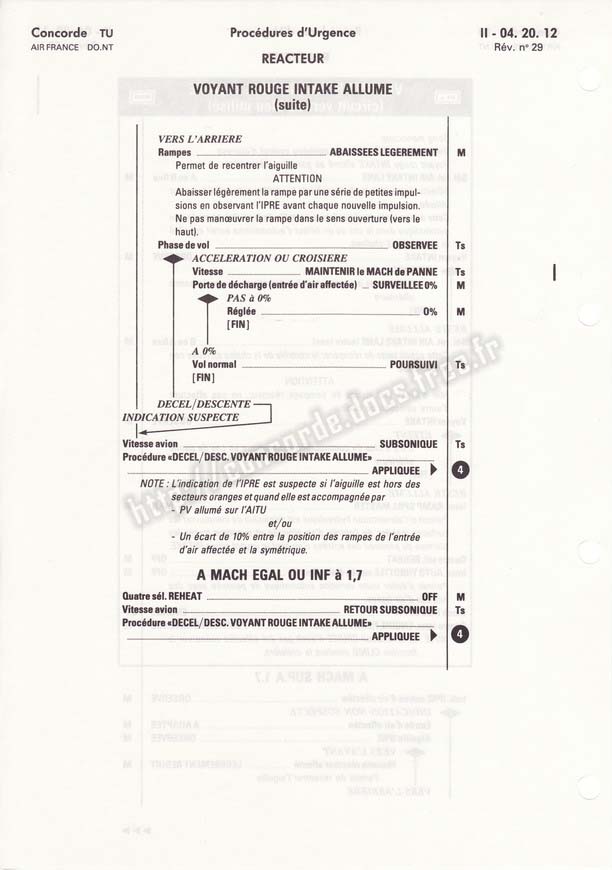 Concorde TU
AIR FRANCE DO.NT
Procédures d'Urgence
II - 04. 20. 12
Rév. n° 29
REACTEUR
VOYANT ROUGE INTAKE ALLUME
(suite)
VERS L'ARRIERE
Rampes ABAISSEES LEGEREMENT M
Permet de recentrer l'aiguille
ATTENTION
Abaisser légèrement la rampe par une série de petites impul-
sions en observant l'IPRE avant chaque nouvelle impulsion.
Ne pas manœuvrer la rampe dans le sens ouverture (vers le
haut).
Phase de vol OBSERVEE Ts
ACCELERATION OU CROISIERE
Vitesse MAINTENIR le MACH de PANNE Ts
Porte de décharge (entrée d'air affectée) SURVEILLEE 0% M
PAS à 0%
Réglée 0% M
[FIN]
A 0%
Vol normal POURSUIVI Ts
[FIN]
DECEL/DESCENTE
INDICATION SUSPECTE
Vitesse avion SUBSONIQUE Ts
Procédure «DECEL/DESC. VOYANT ROUGE INTAKE ALLUME»
APPLIQUEE 4
NOTE : L'indication de l'IPRE est suspecte si l'aiguille est hors des
secteurs oranges et quand elle est accompagnée par
- PV allumé sur l'AITU
et/ou
- Un écart de 10% entre la position des rampes de l'entrée
d'air affectée et la symétrique.
A MACH EGAL OU INF à 1,7
Quatre sél. REHEAT OFF M
Vitesse avion RETOUR SUBSONIQUE Ts
Procédure «DECEL/DESC. VOYANT ROUGE INTAKE ALLUME»
APPLIQUEE 4
http://concorde.docs.free.fr